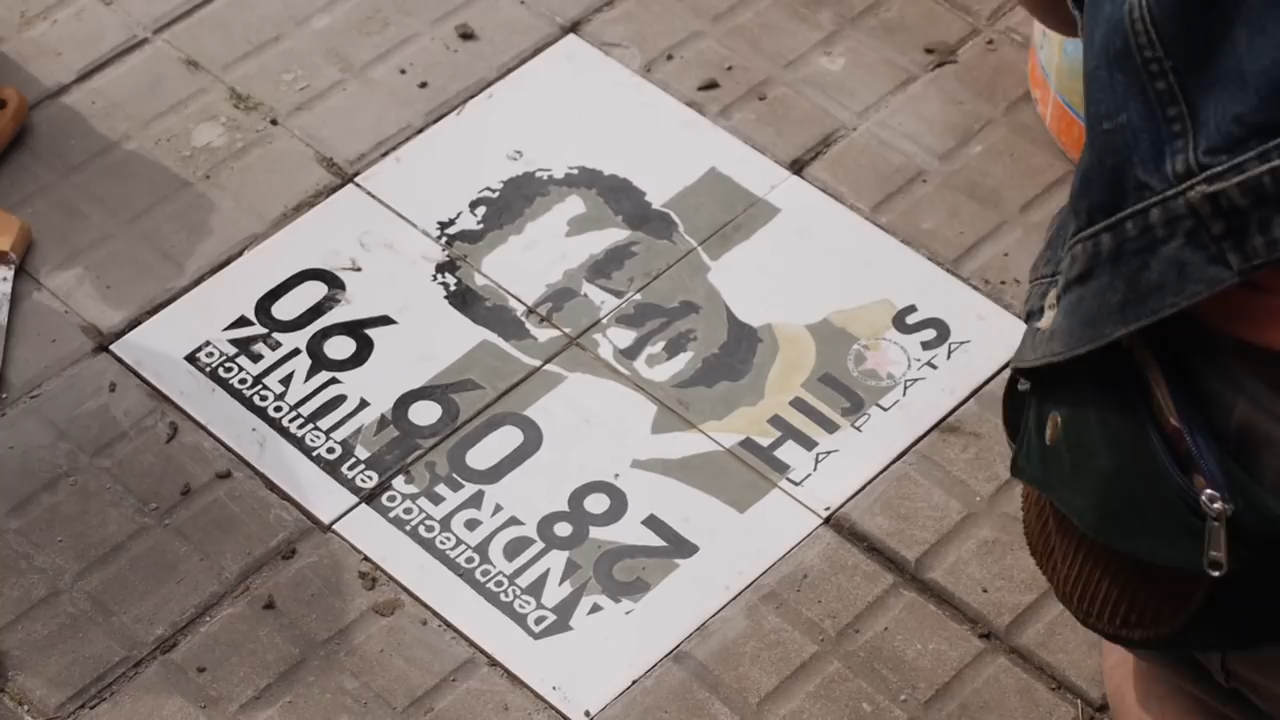 HIJOS
LA PLATA
28 09 90
ANDRES NUÑEZ
Desaparecido en democracia